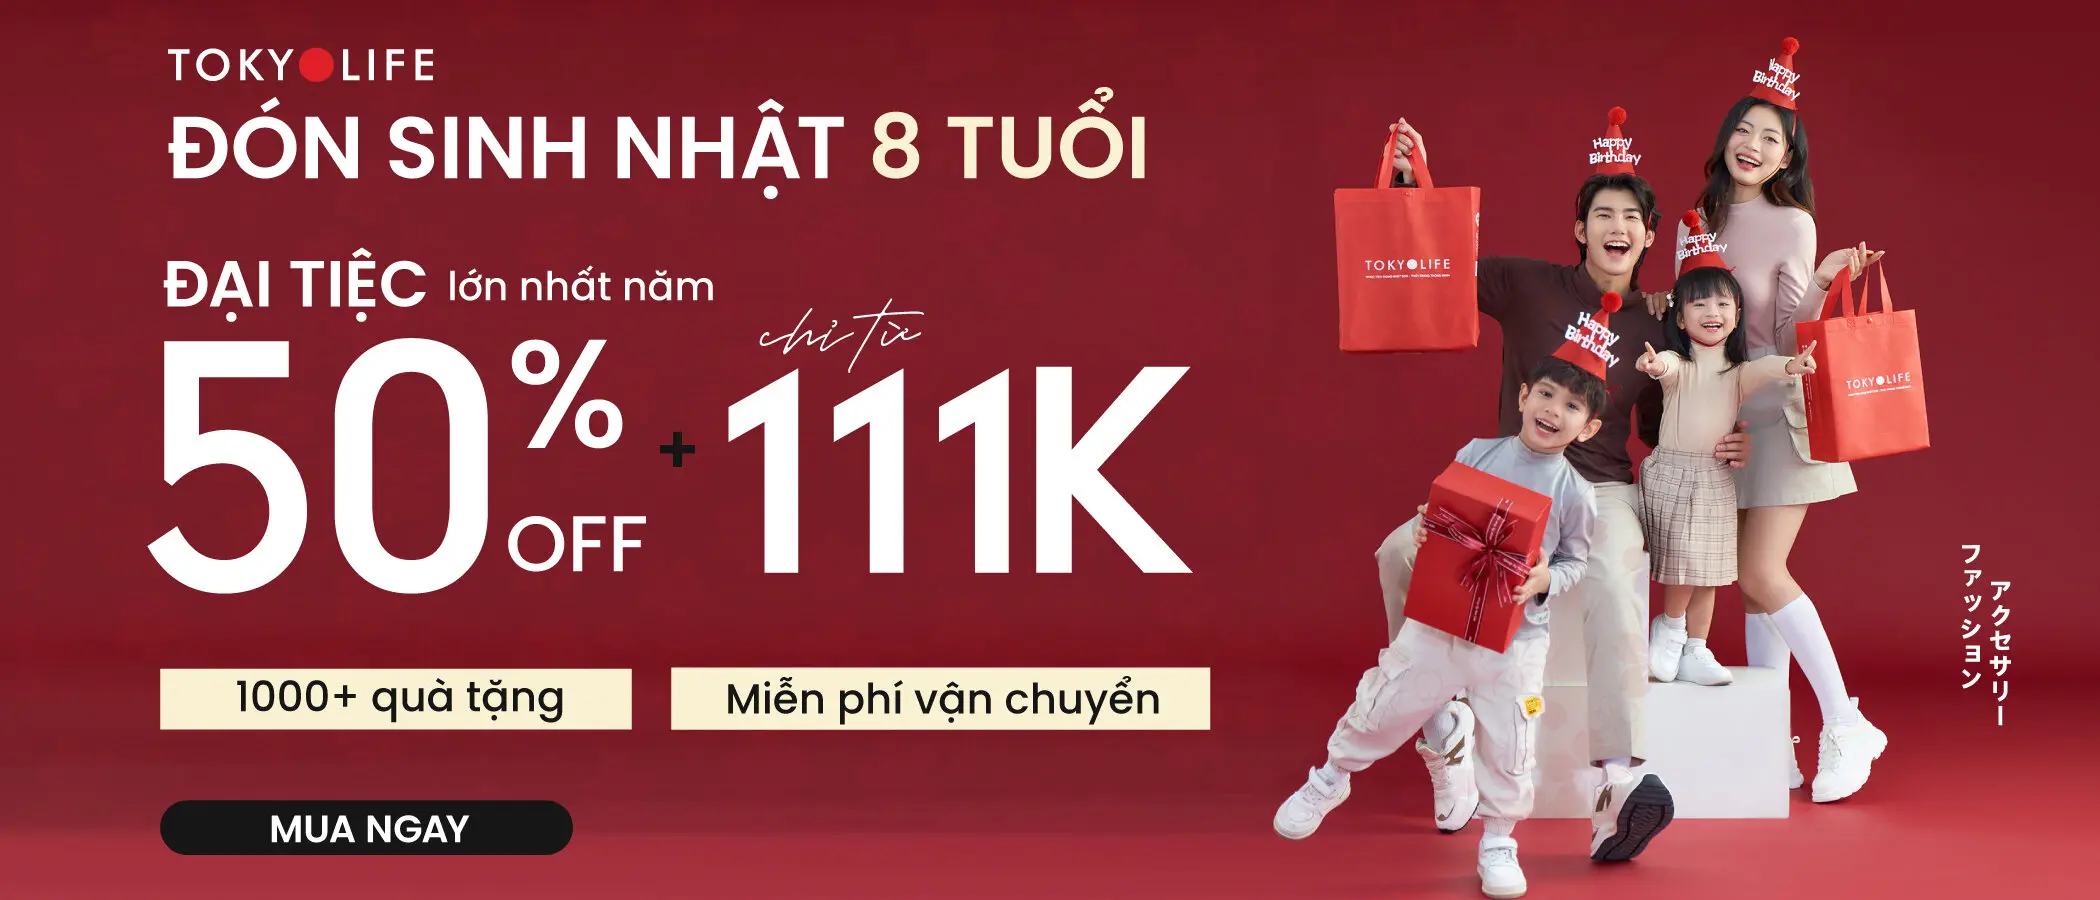 TOKYOLIFE
ĐÓN SINH NHẬT 8 TUỔI
ĐẠI TIỆC lớn nhất năm
50% OFF + chỉ từ 111K
1000+ quà tặng
Miễn phí vận chuyển
MUA NGAY
Happy
Birthday
Happy
Birthday
Happy
Birthday
Happy
Birthday
TOKYOLIFE
TOKYOLIFE
アクセサリー
ファッション